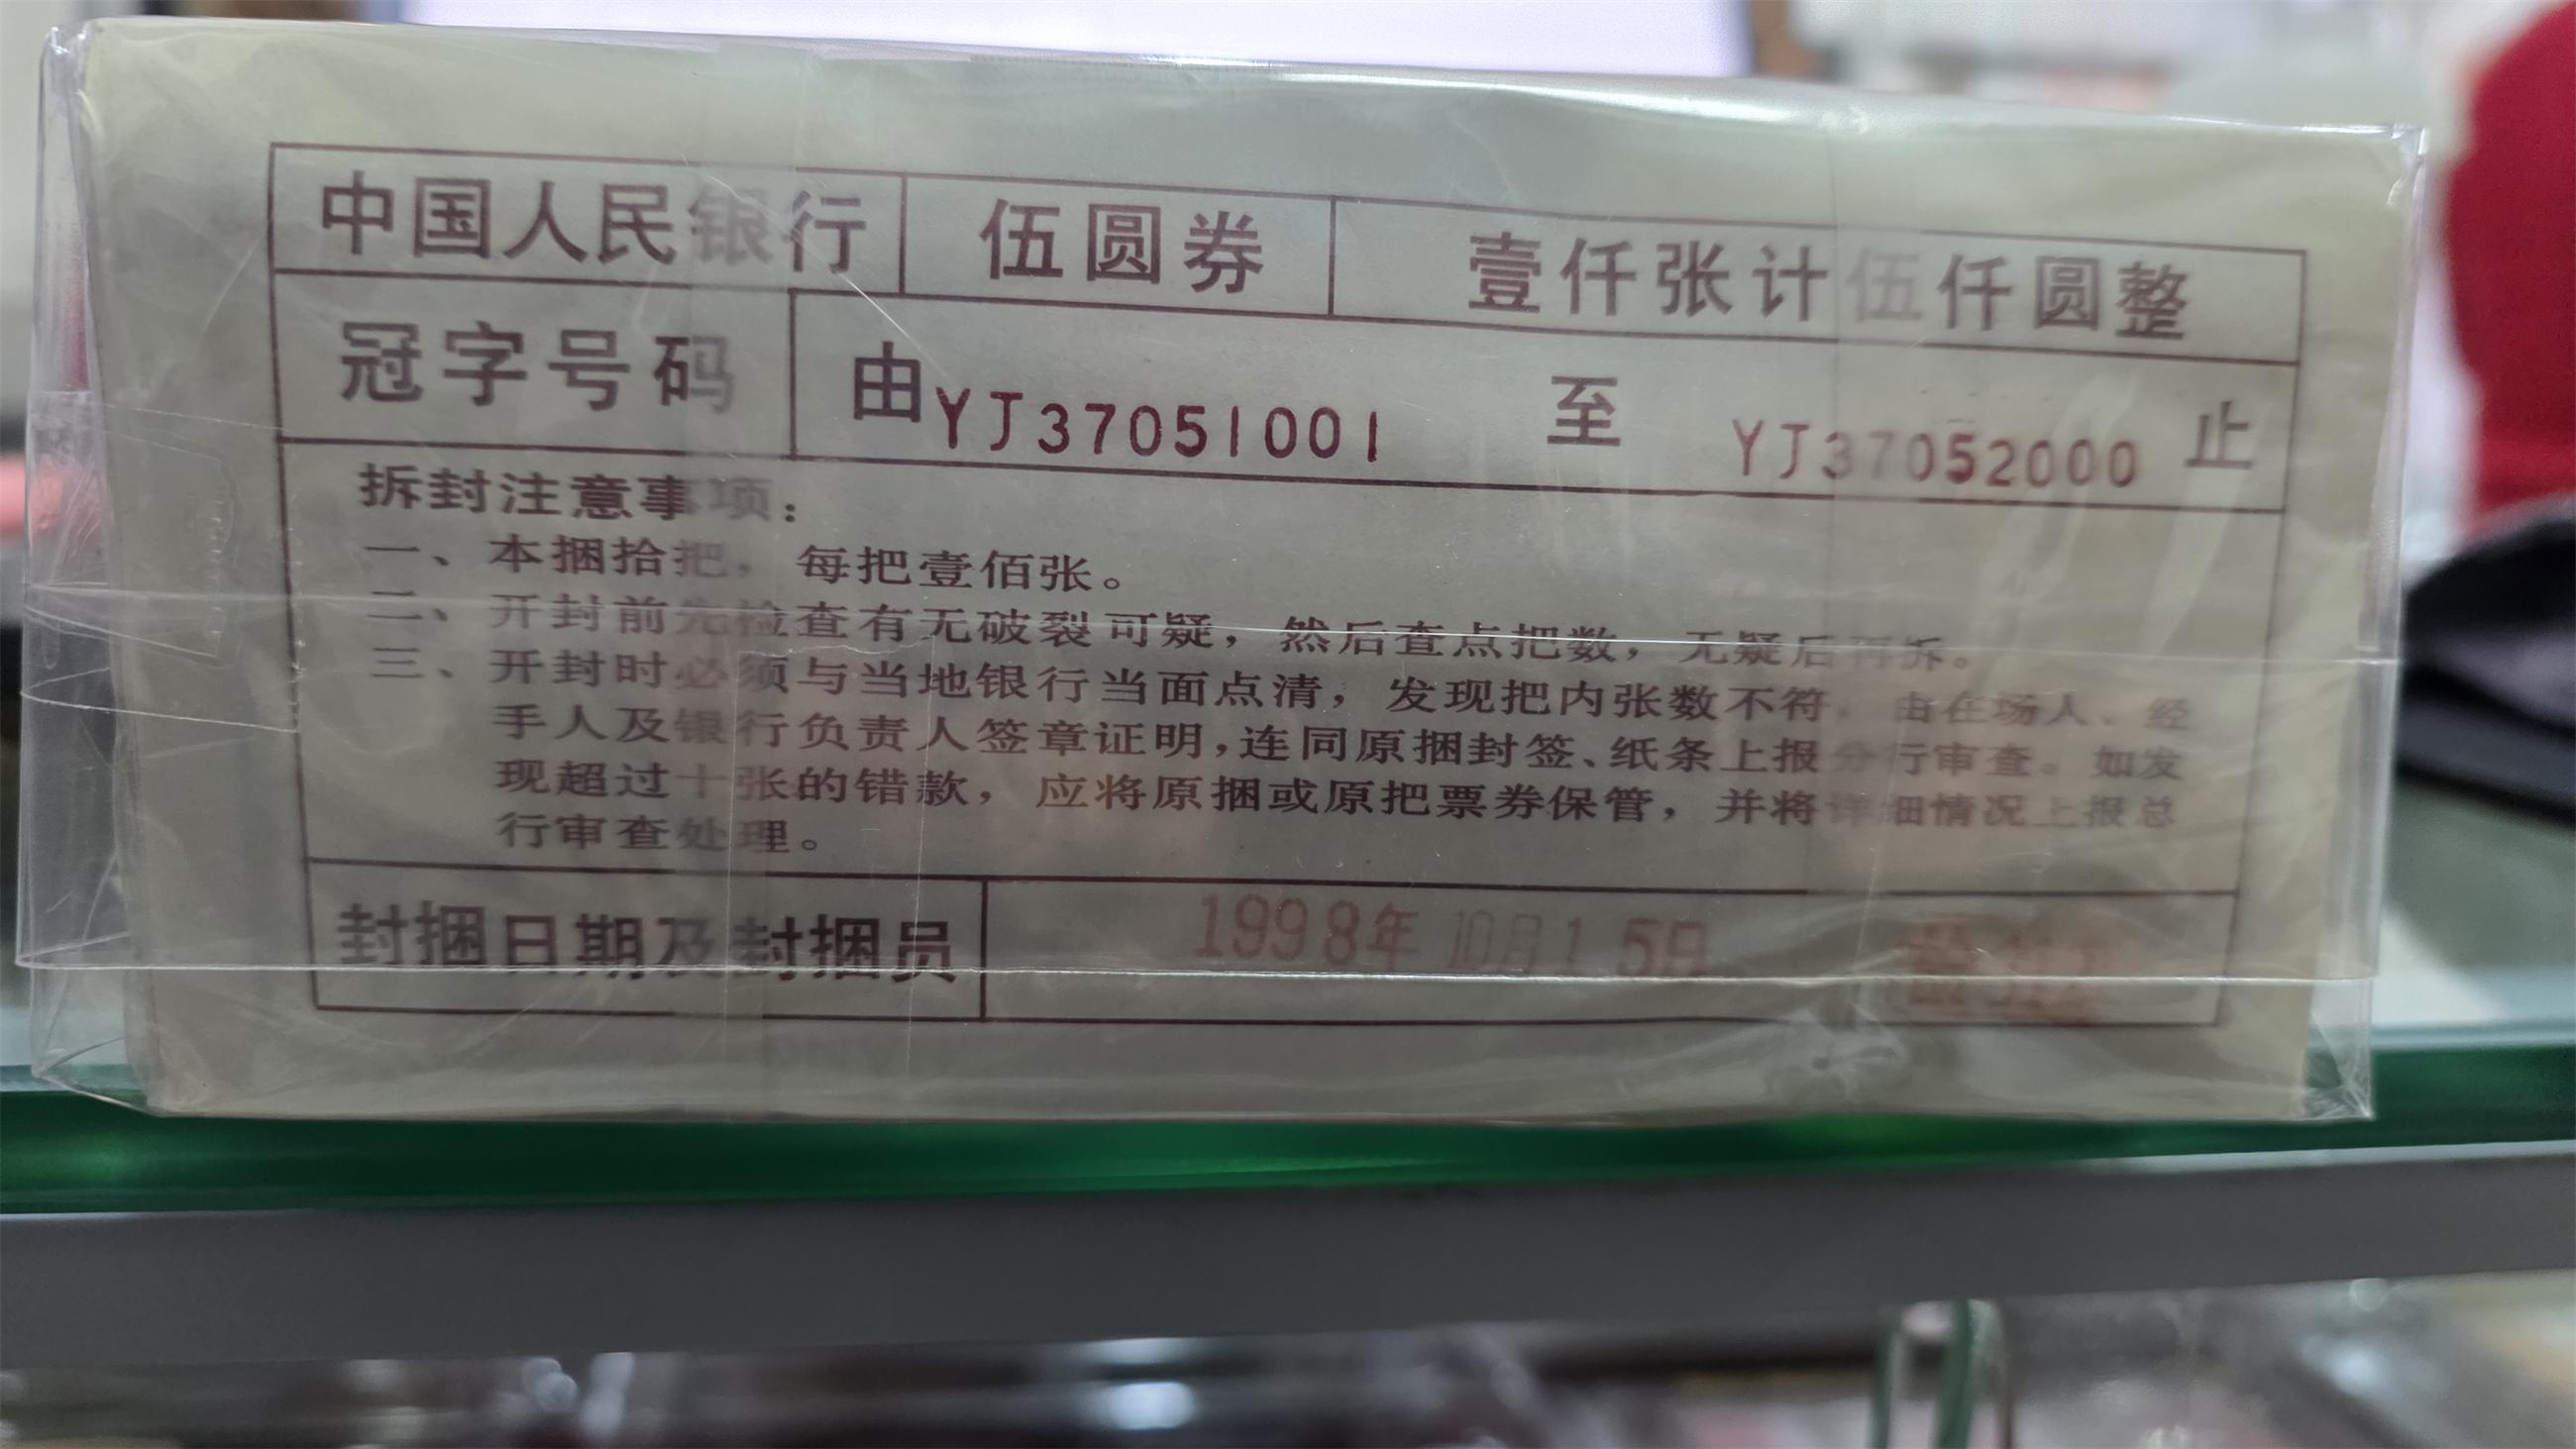 中国人民银行 伍圆券 壹仟张计伍仟圆整
冠字号码 由YJ37051001 至 YJ37052000 止
拆封注意事项：
一、本捆拾把，每把壹佰张。
二、开封前先检查有无破裂可疑，然后查点把数，无疑后再拆。
三、开封时必须与当地银行当面点清，发现把内张数不符，由在场人、经
手人及银行负责人签章证明，连同原捆封签、纸条上报分行审查。如发
现超过十张的错款，应将原捆或原把票券保管，并将详细情况上报总
行审查处理。
封捆日期及封捆员 1998年10月15日